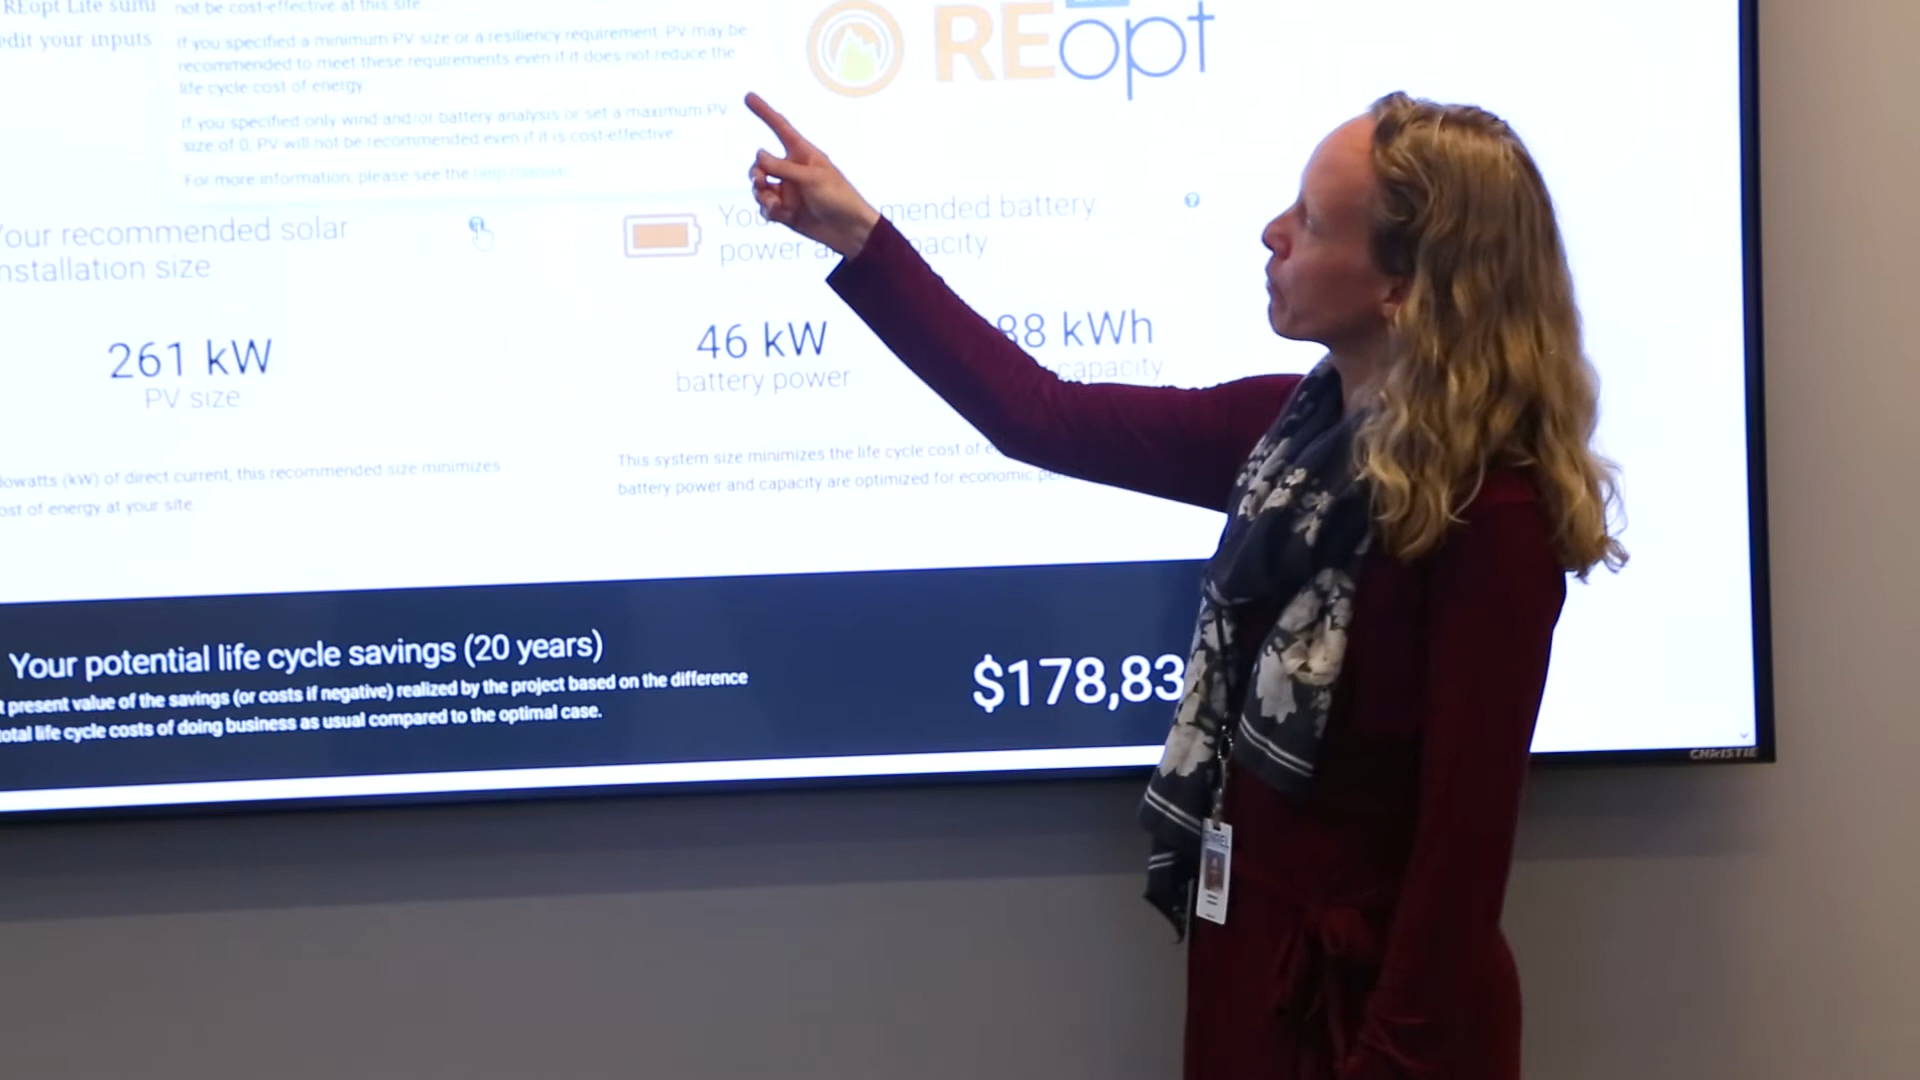 REopt Lite
edit your inputs
not be cost-effective at this site
If you specified a minimum PV size or a resiliency requirement, PV may be
recommended to meet these requirements even if it does not reduce the
life cycle cost of energy
If you specified only wind and/or battery analysis or set a maximum PV
size of 0, PV will not be recommended even if it is cost-effective.
For more information, please see the help manual
REopt
our recommended solar
nstallation size
261 kW
PV size
lowatts (kW) of direct current, this recommended size minimizes
ost of energy at your site
You mended battery
power a pacity
46 kW
battery power
88 kWh
capacity
This system size minimizes the life cycle cost of e
battery power and capacity are optimized for economic pe
Your potential life cycle savings (20 years)
t present value of the savings (or costs if negative) realized by the project based on the difference
total life cycle costs of doing business as usual compared to the optimal case.
$178,83
CHRISTIE
NREL